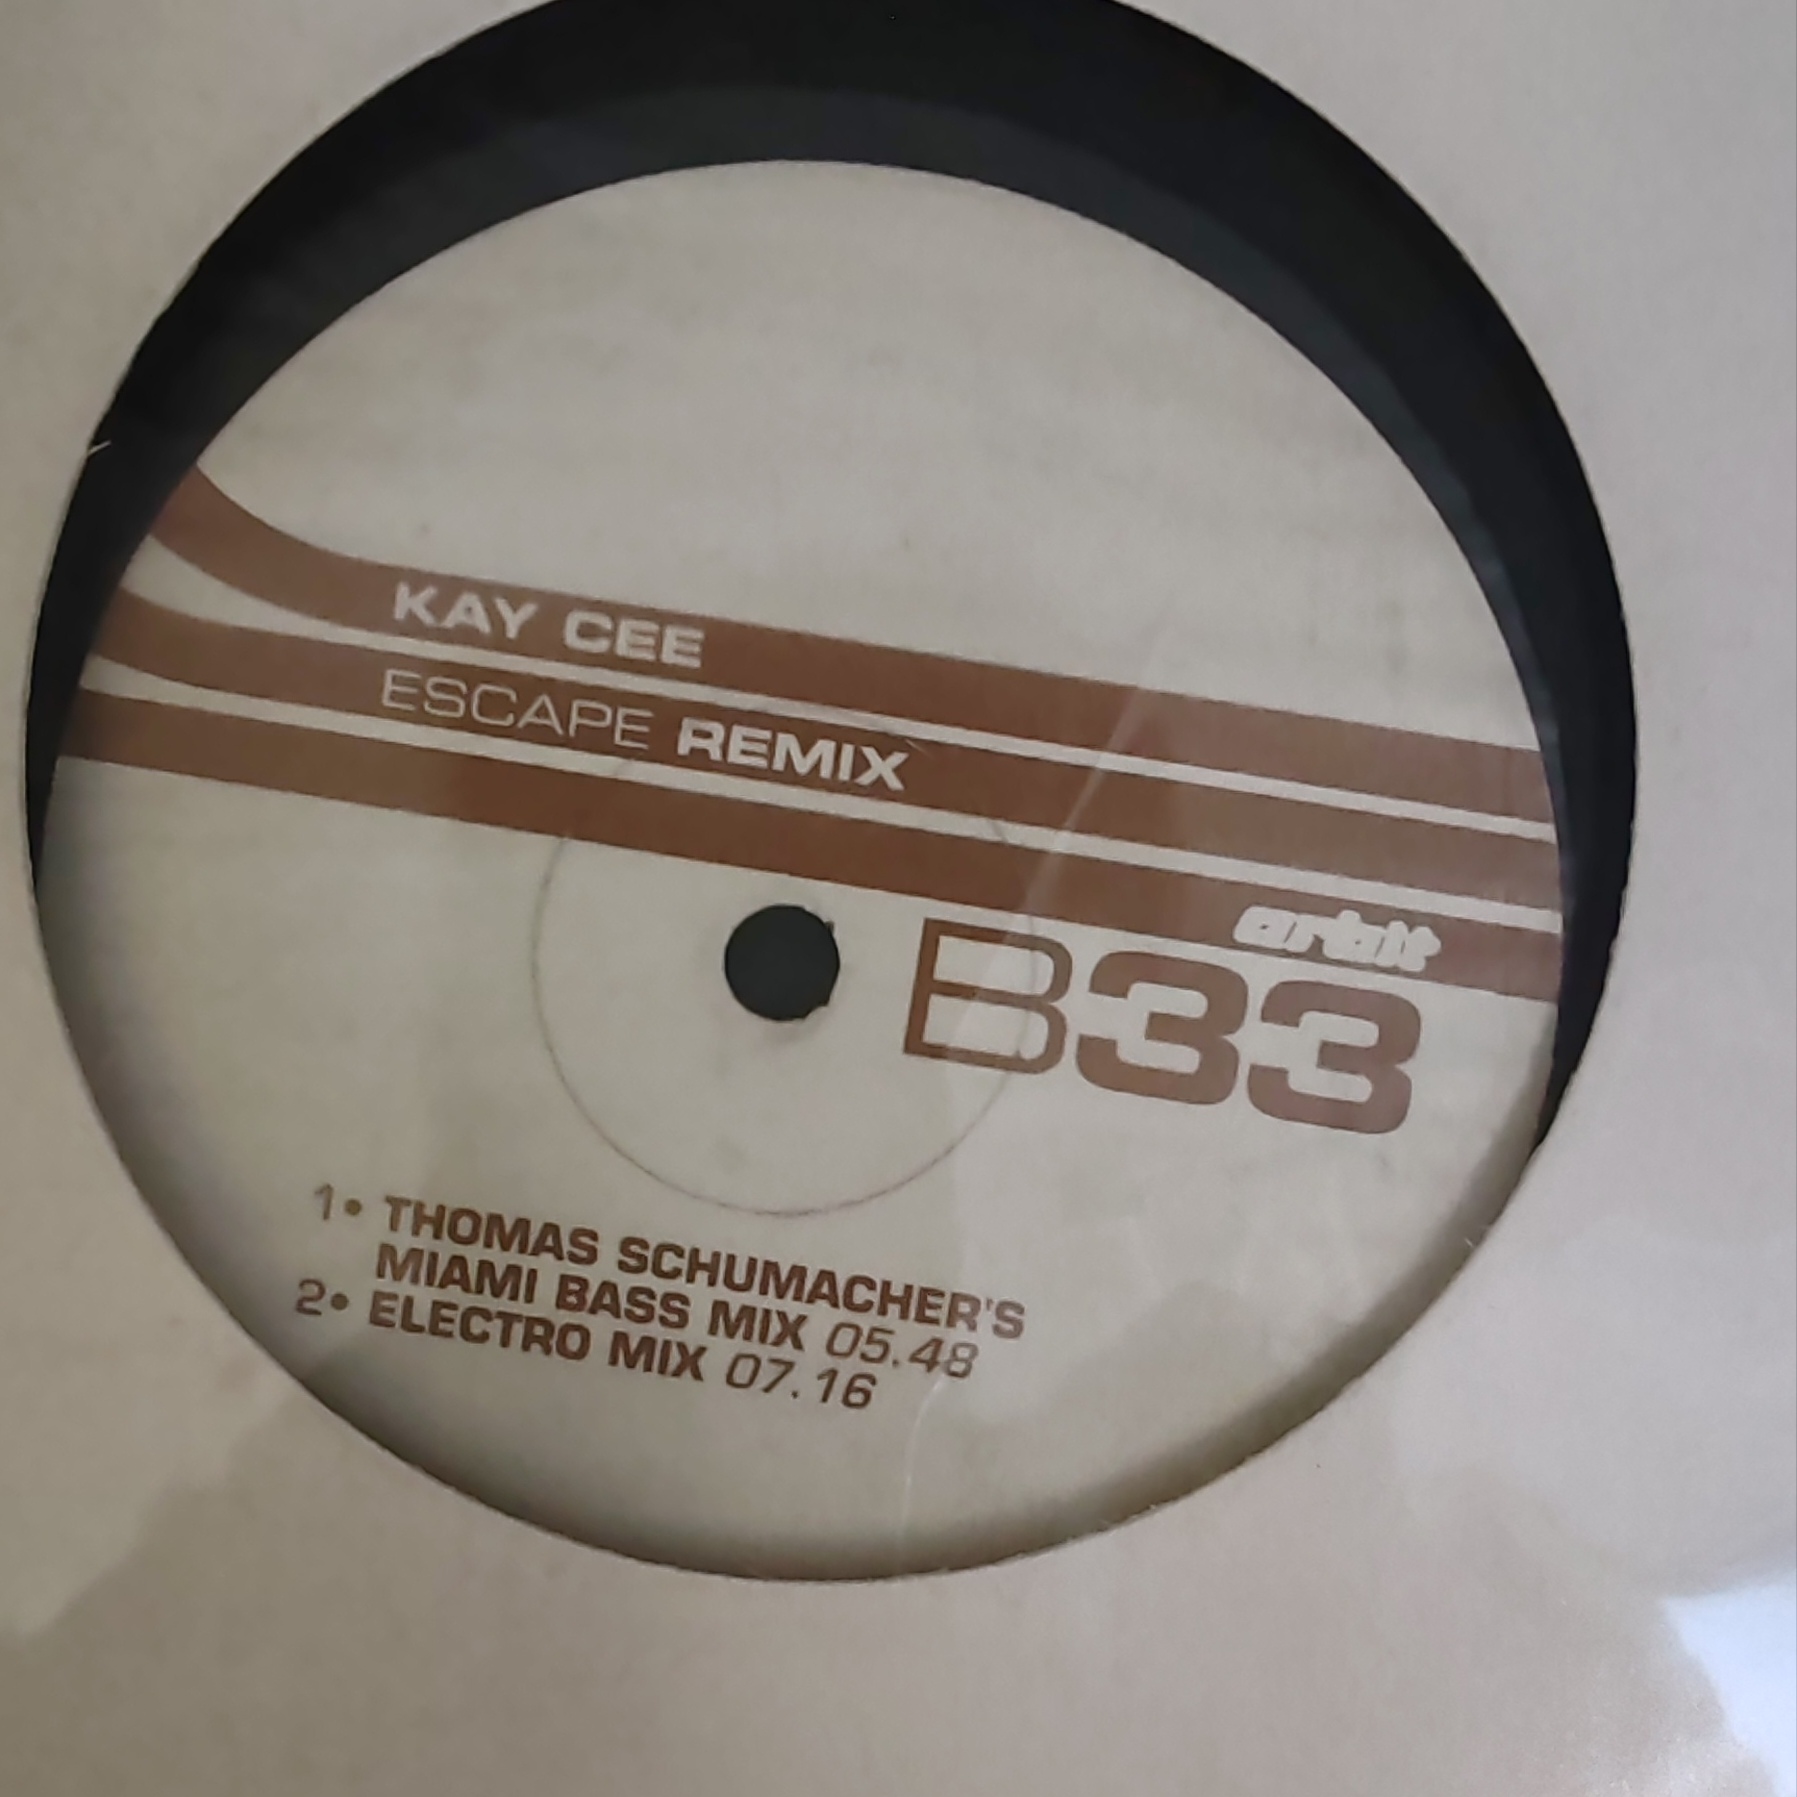 KAY CEE
ESCAPE REMIX
orbit
B33
1• THOMAS SCHUMACHER'S
MIAMI BASS MIX 05.48
2• ELECTRO MIX 07.16